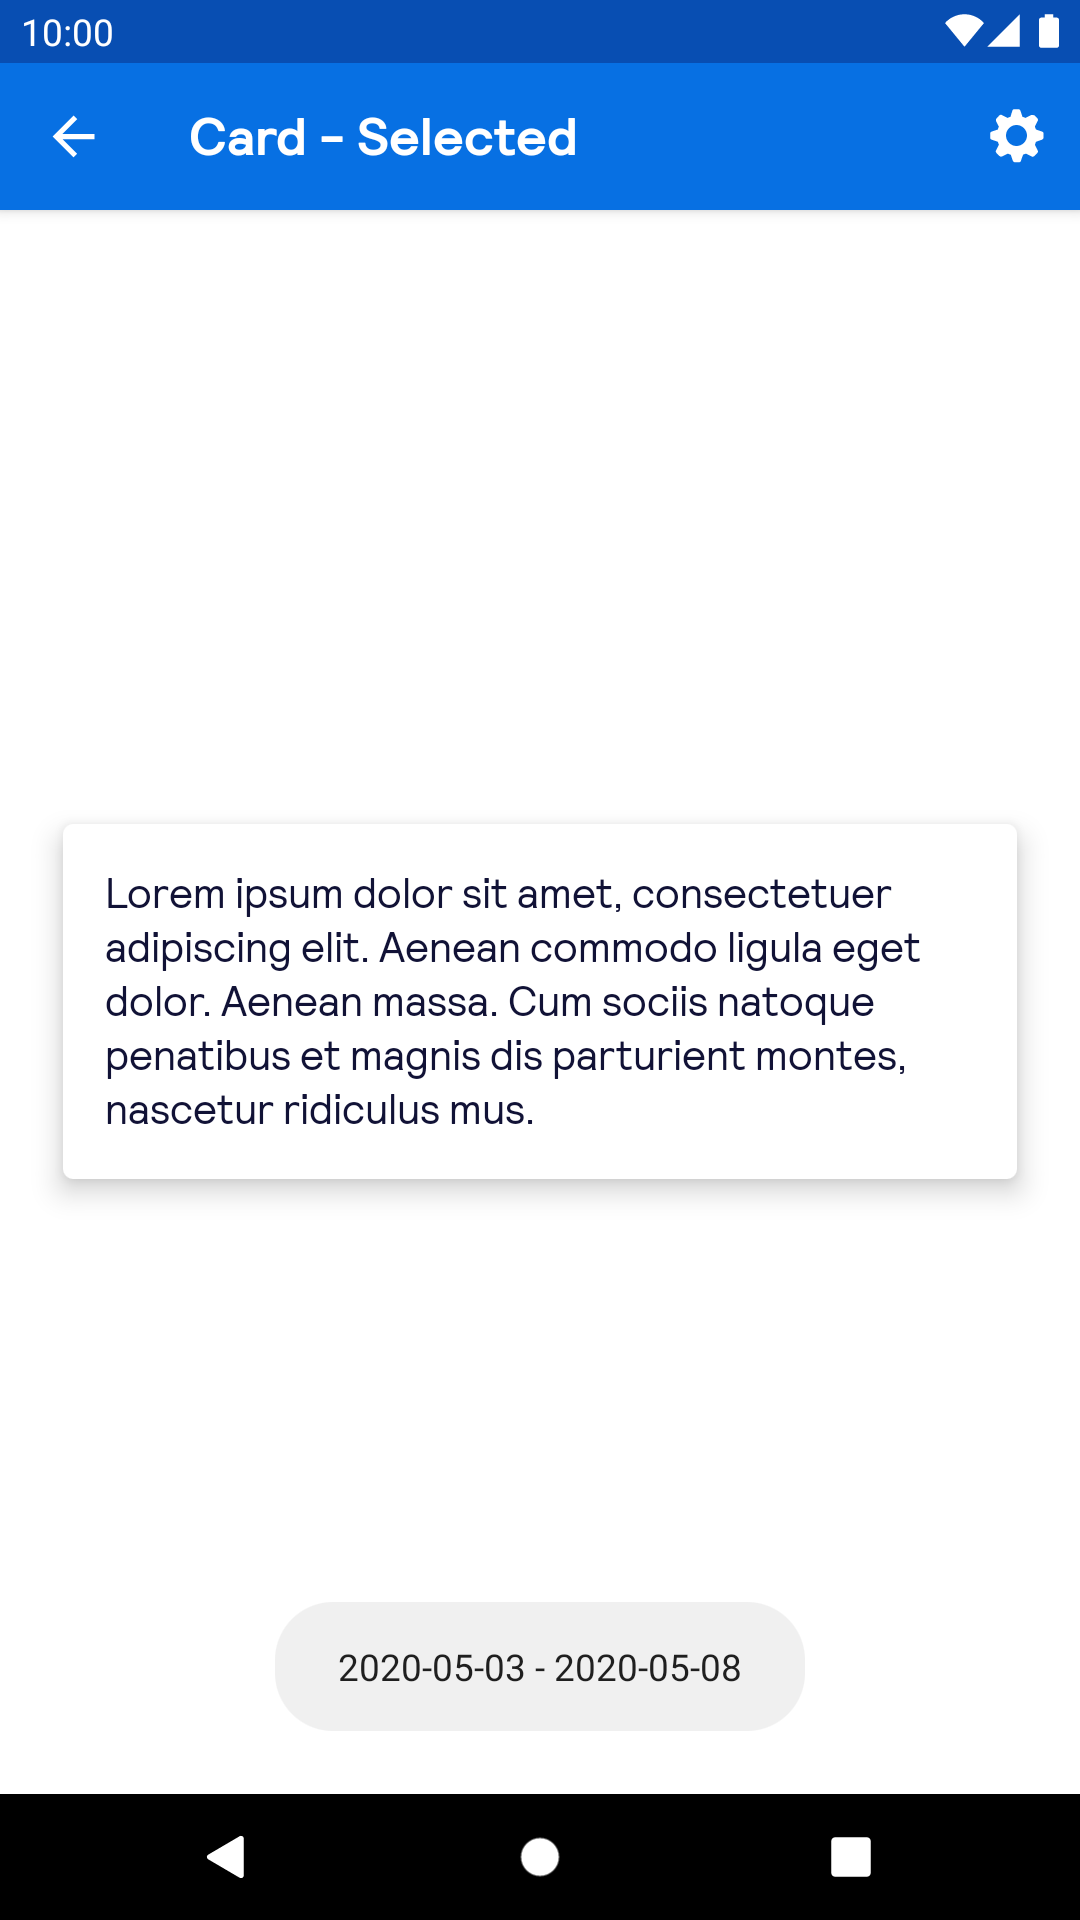 10:00
Card - Selected
Lorem ipsum dolor sit amet, consectetuer
adipiscing elit. Aenean commodo ligula eget
dolor. Aenean massa. Cum sociis natoque
penatibus et magnis dis parturient montes,
nascetur ridiculus mus.
2020-05-03 - 2020-05-08